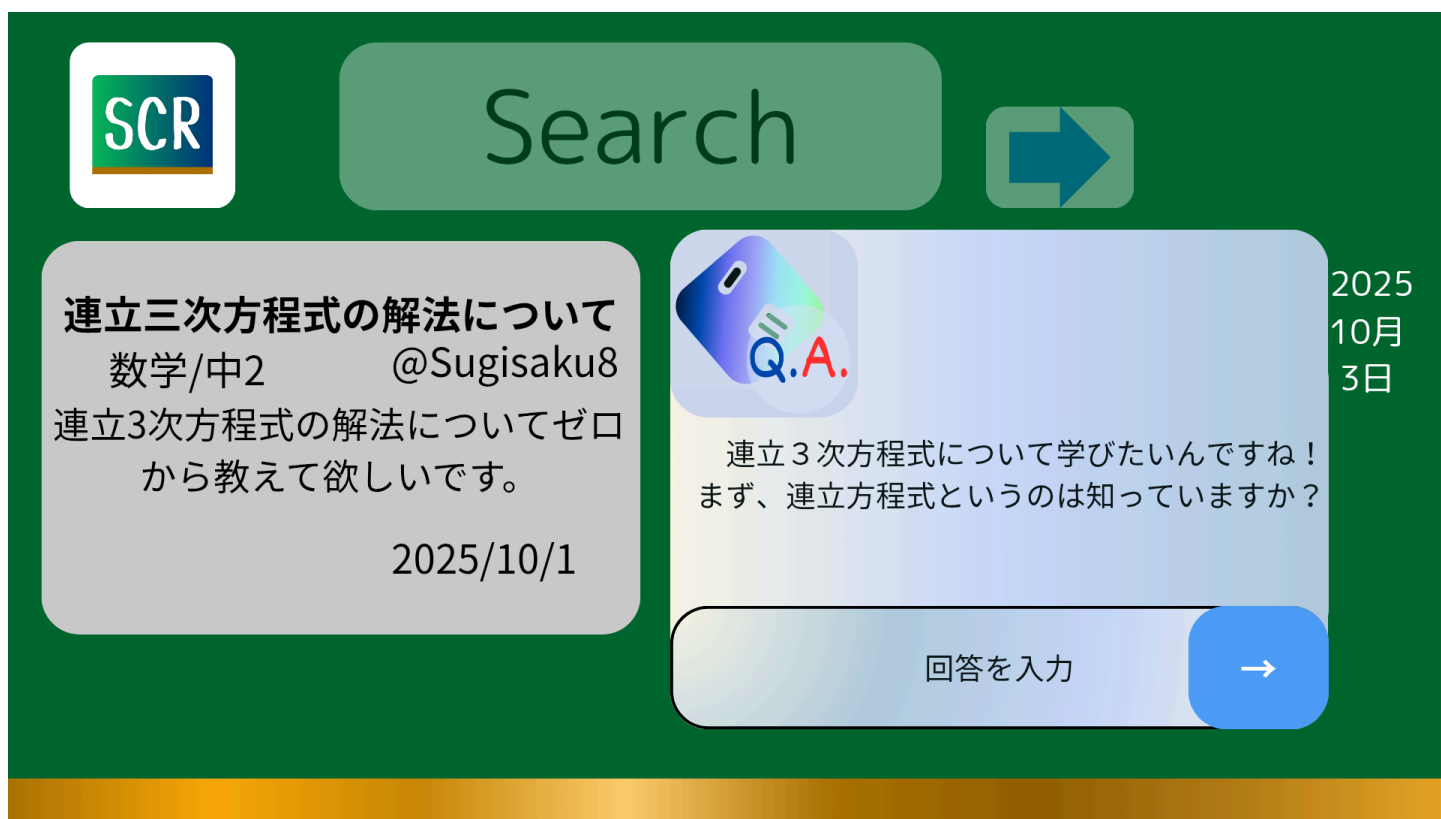 SCR
Search
連立三次方程式の解法について
数学/中2
@Sugisaku8
連立3次方程式の解法についてゼロ
から教えて欲しいです。
2025/10/1
Q.A.
連立３次方程式について学びたいんですね！
まず、連立方程式というのは知っていますか？
回答を入力
→
2025
10月
3日